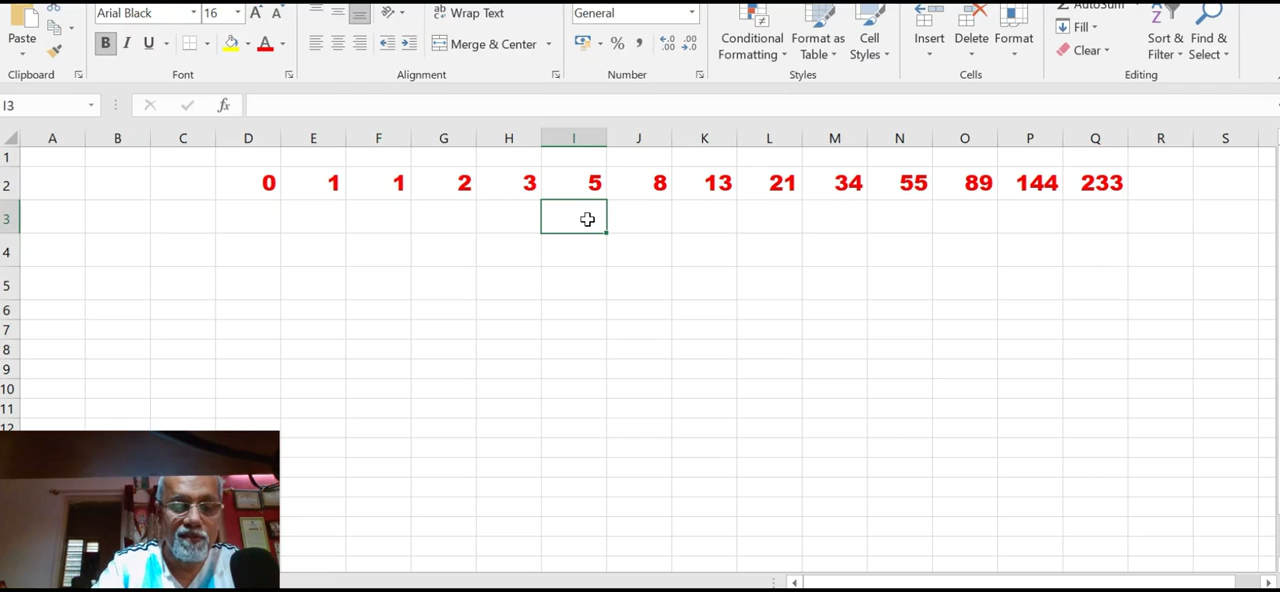 Arial Black 16 A A ab Wrap Text General AutoSum
Paste B I U A Merge & Center % , Conditional Formatting Format as Table Cell Styles Insert Delete Format Fill Clear Sort & Filter Find & Select
Clipboard Font Alignment Number Styles Cells Editing
I3 fx
A B C D E F G H I J K L M N O P Q R S
1
2 0 1 1 2 3 5 8 13 21 34 55 89 144 233
3
4
5
6
7
8
9
10
11
12